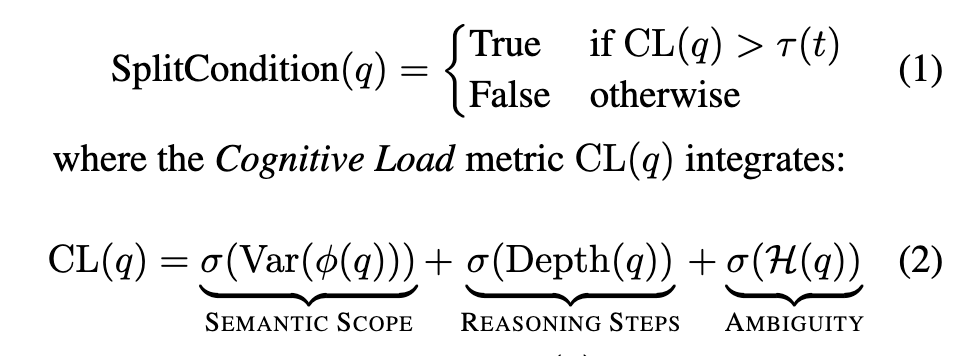 SplitCondition(q) = { True if CL(q) > τ(t) (1)
False otherwise
where the Cognitive Load metric CL(q) integrates:
CL(q) = σ(Var(ϕ(q))) + σ(Depth(q)) + σ(ℋ(q)) (2)
SEMANTIC SCOPE REASONING STEPS AMBIGUITY